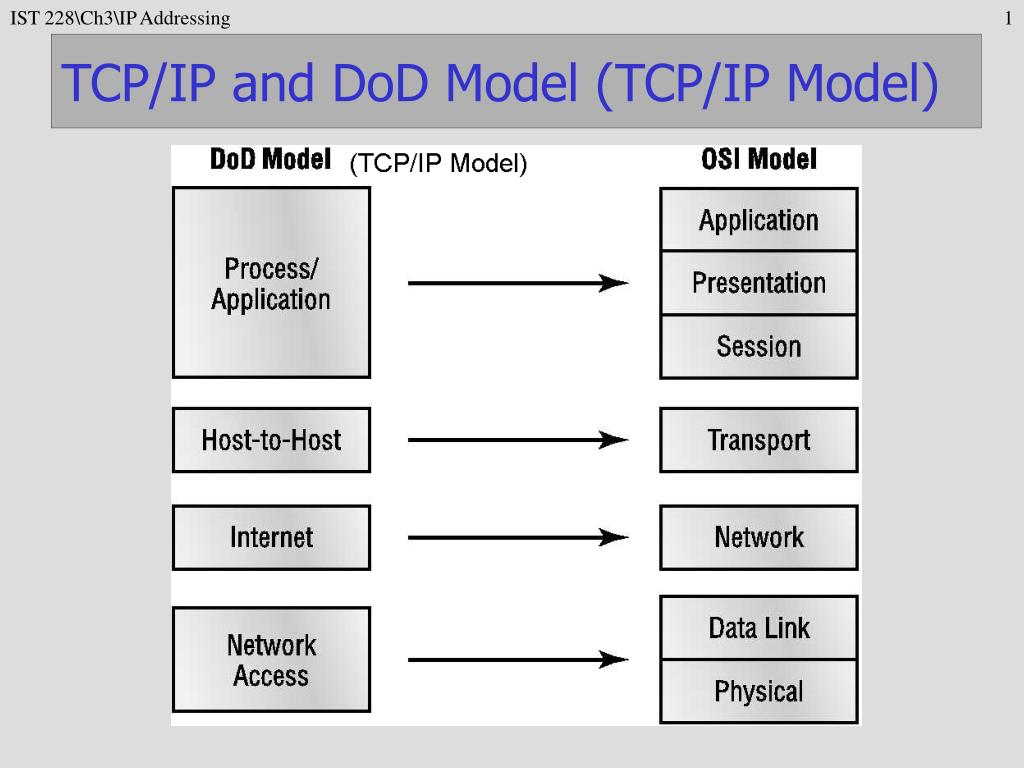 IST 228\Ch3\IP Addressing
1
TCP/IP and DoD Model (TCP/IP Model)
DoD Model (TCP/IP Model)
OSI Model
Process/
Application
Application
Presentation
Session
Host-to-Host
Transport
Internet
Network
Network
Access
Data Link
Physical